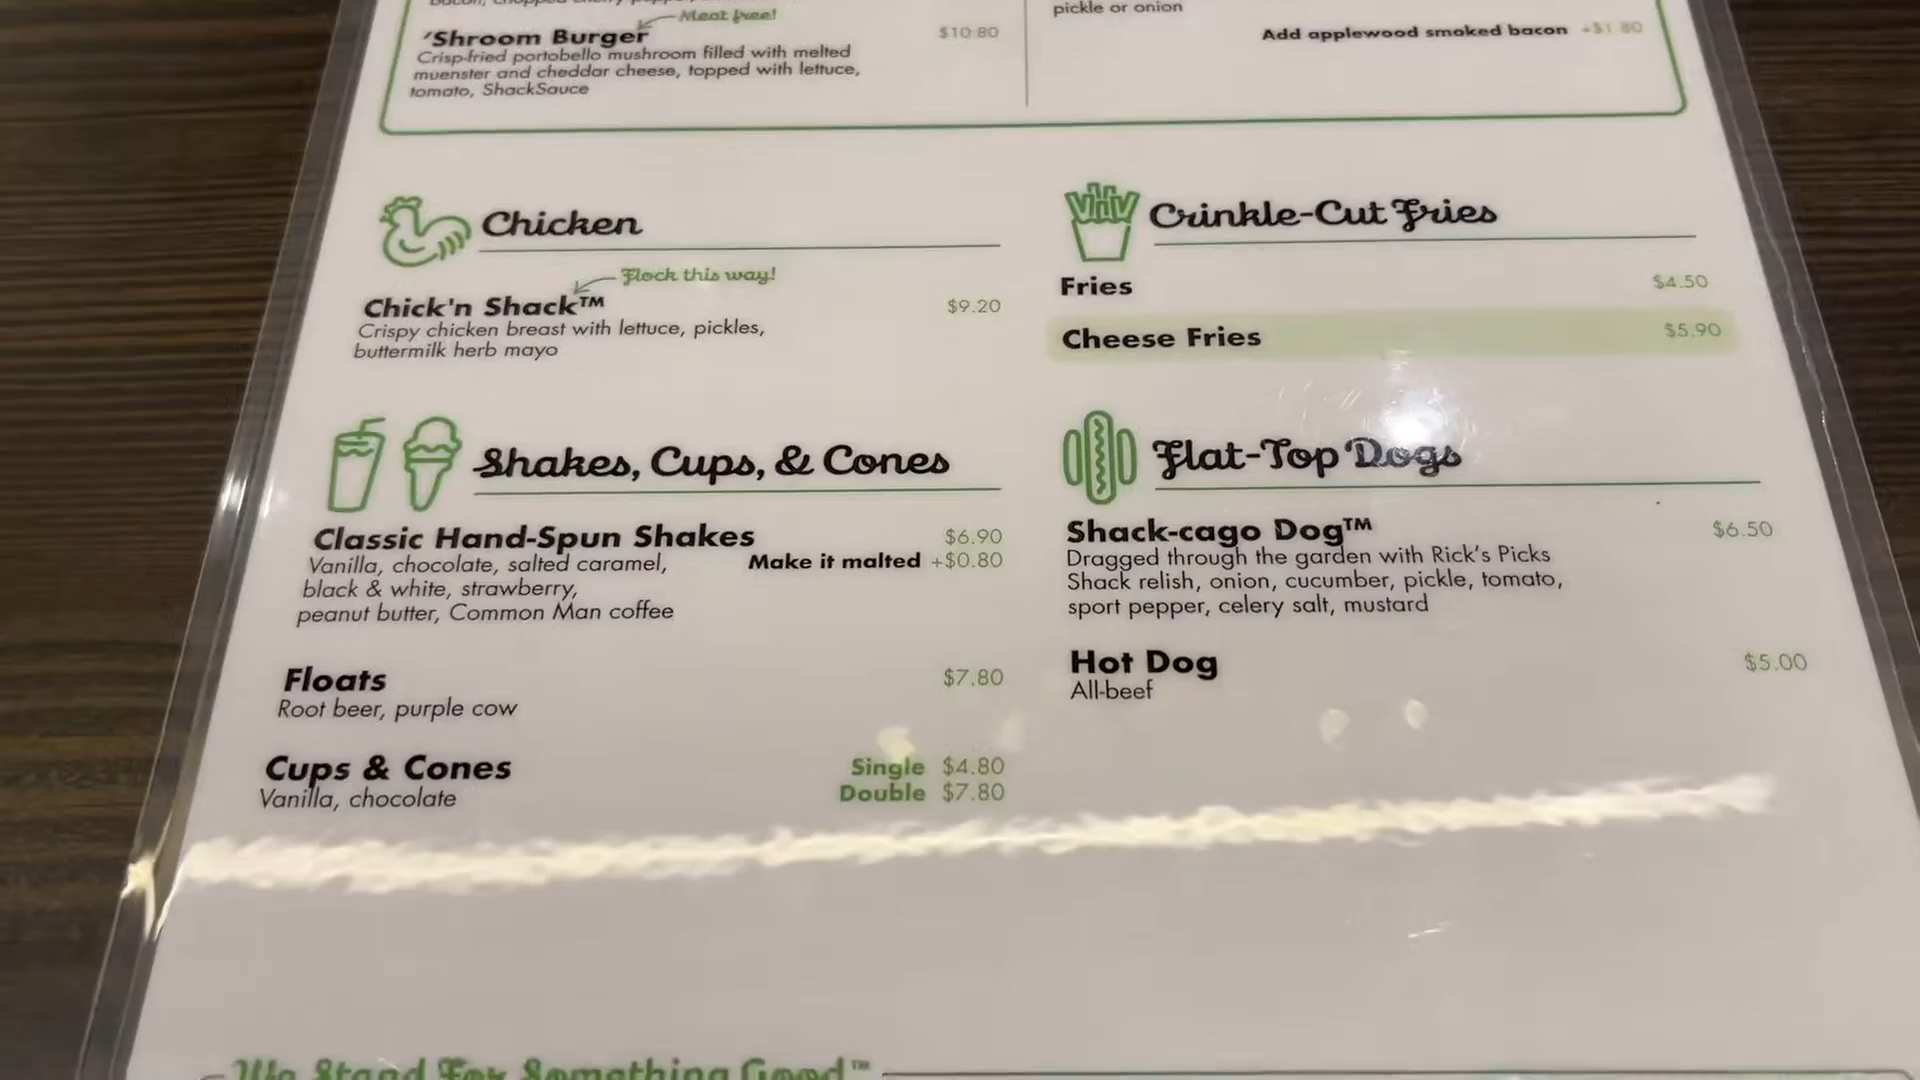 Meat free!
'Shroom Burger $10.80
Crisp-fried portobello mushroom filled with melted
muenster and cheddar cheese, topped with lettuce,
tomato, ShackSauce
pickle or onion
Add applewood smoked bacon +$1.80
Chicken
Flock this way!
Chick'n Shack™ $9.20
Crispy chicken breast with lettuce, pickles,
buttermilk herb mayo
Crinkle-Cut Fries
Fries $4.50
Cheese Fries $5.90
Shakes, Cups, & Cones
Classic Hand-Spun Shakes $6.90
Vanilla, chocolate, salted caramel, Make it malted +$0.80
black & white, strawberry,
peanut butter, Common Man coffee
Floats $7.80
Root beer, purple cow
Cups & Cones Single $4.80
Vanilla, chocolate Double $7.80
Flat-Top Dogs
Shack-cago Dog™ $6.50
Dragged through the garden with Rick's Picks
Shack relish, onion, cucumber, pickle, tomato,
sport pepper, celery salt, mustard
Hot Dog $5.00
All-beef
We Stand For Something Good™